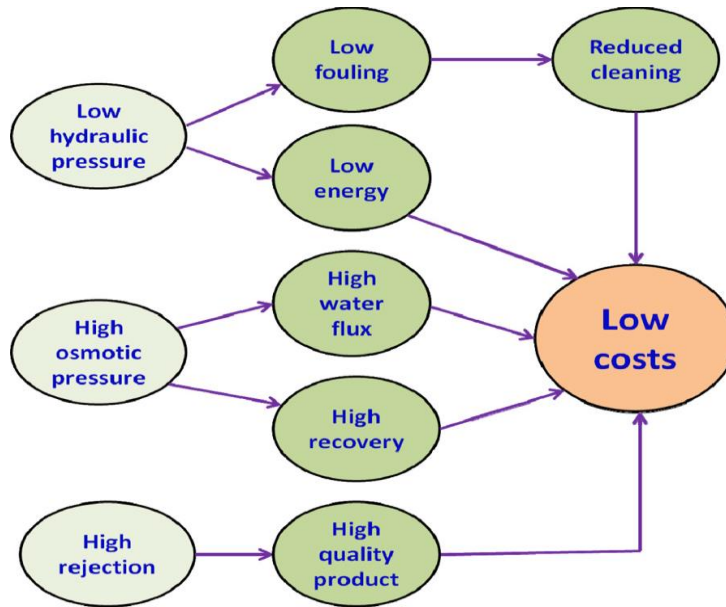 Low
fouling
Reduced
cleaning
Low
hydraulic
pressure
Low
energy
High
water
flux
Low
costs
High
osmotic
pressure
High
recovery
High
rejection
High
quality
product